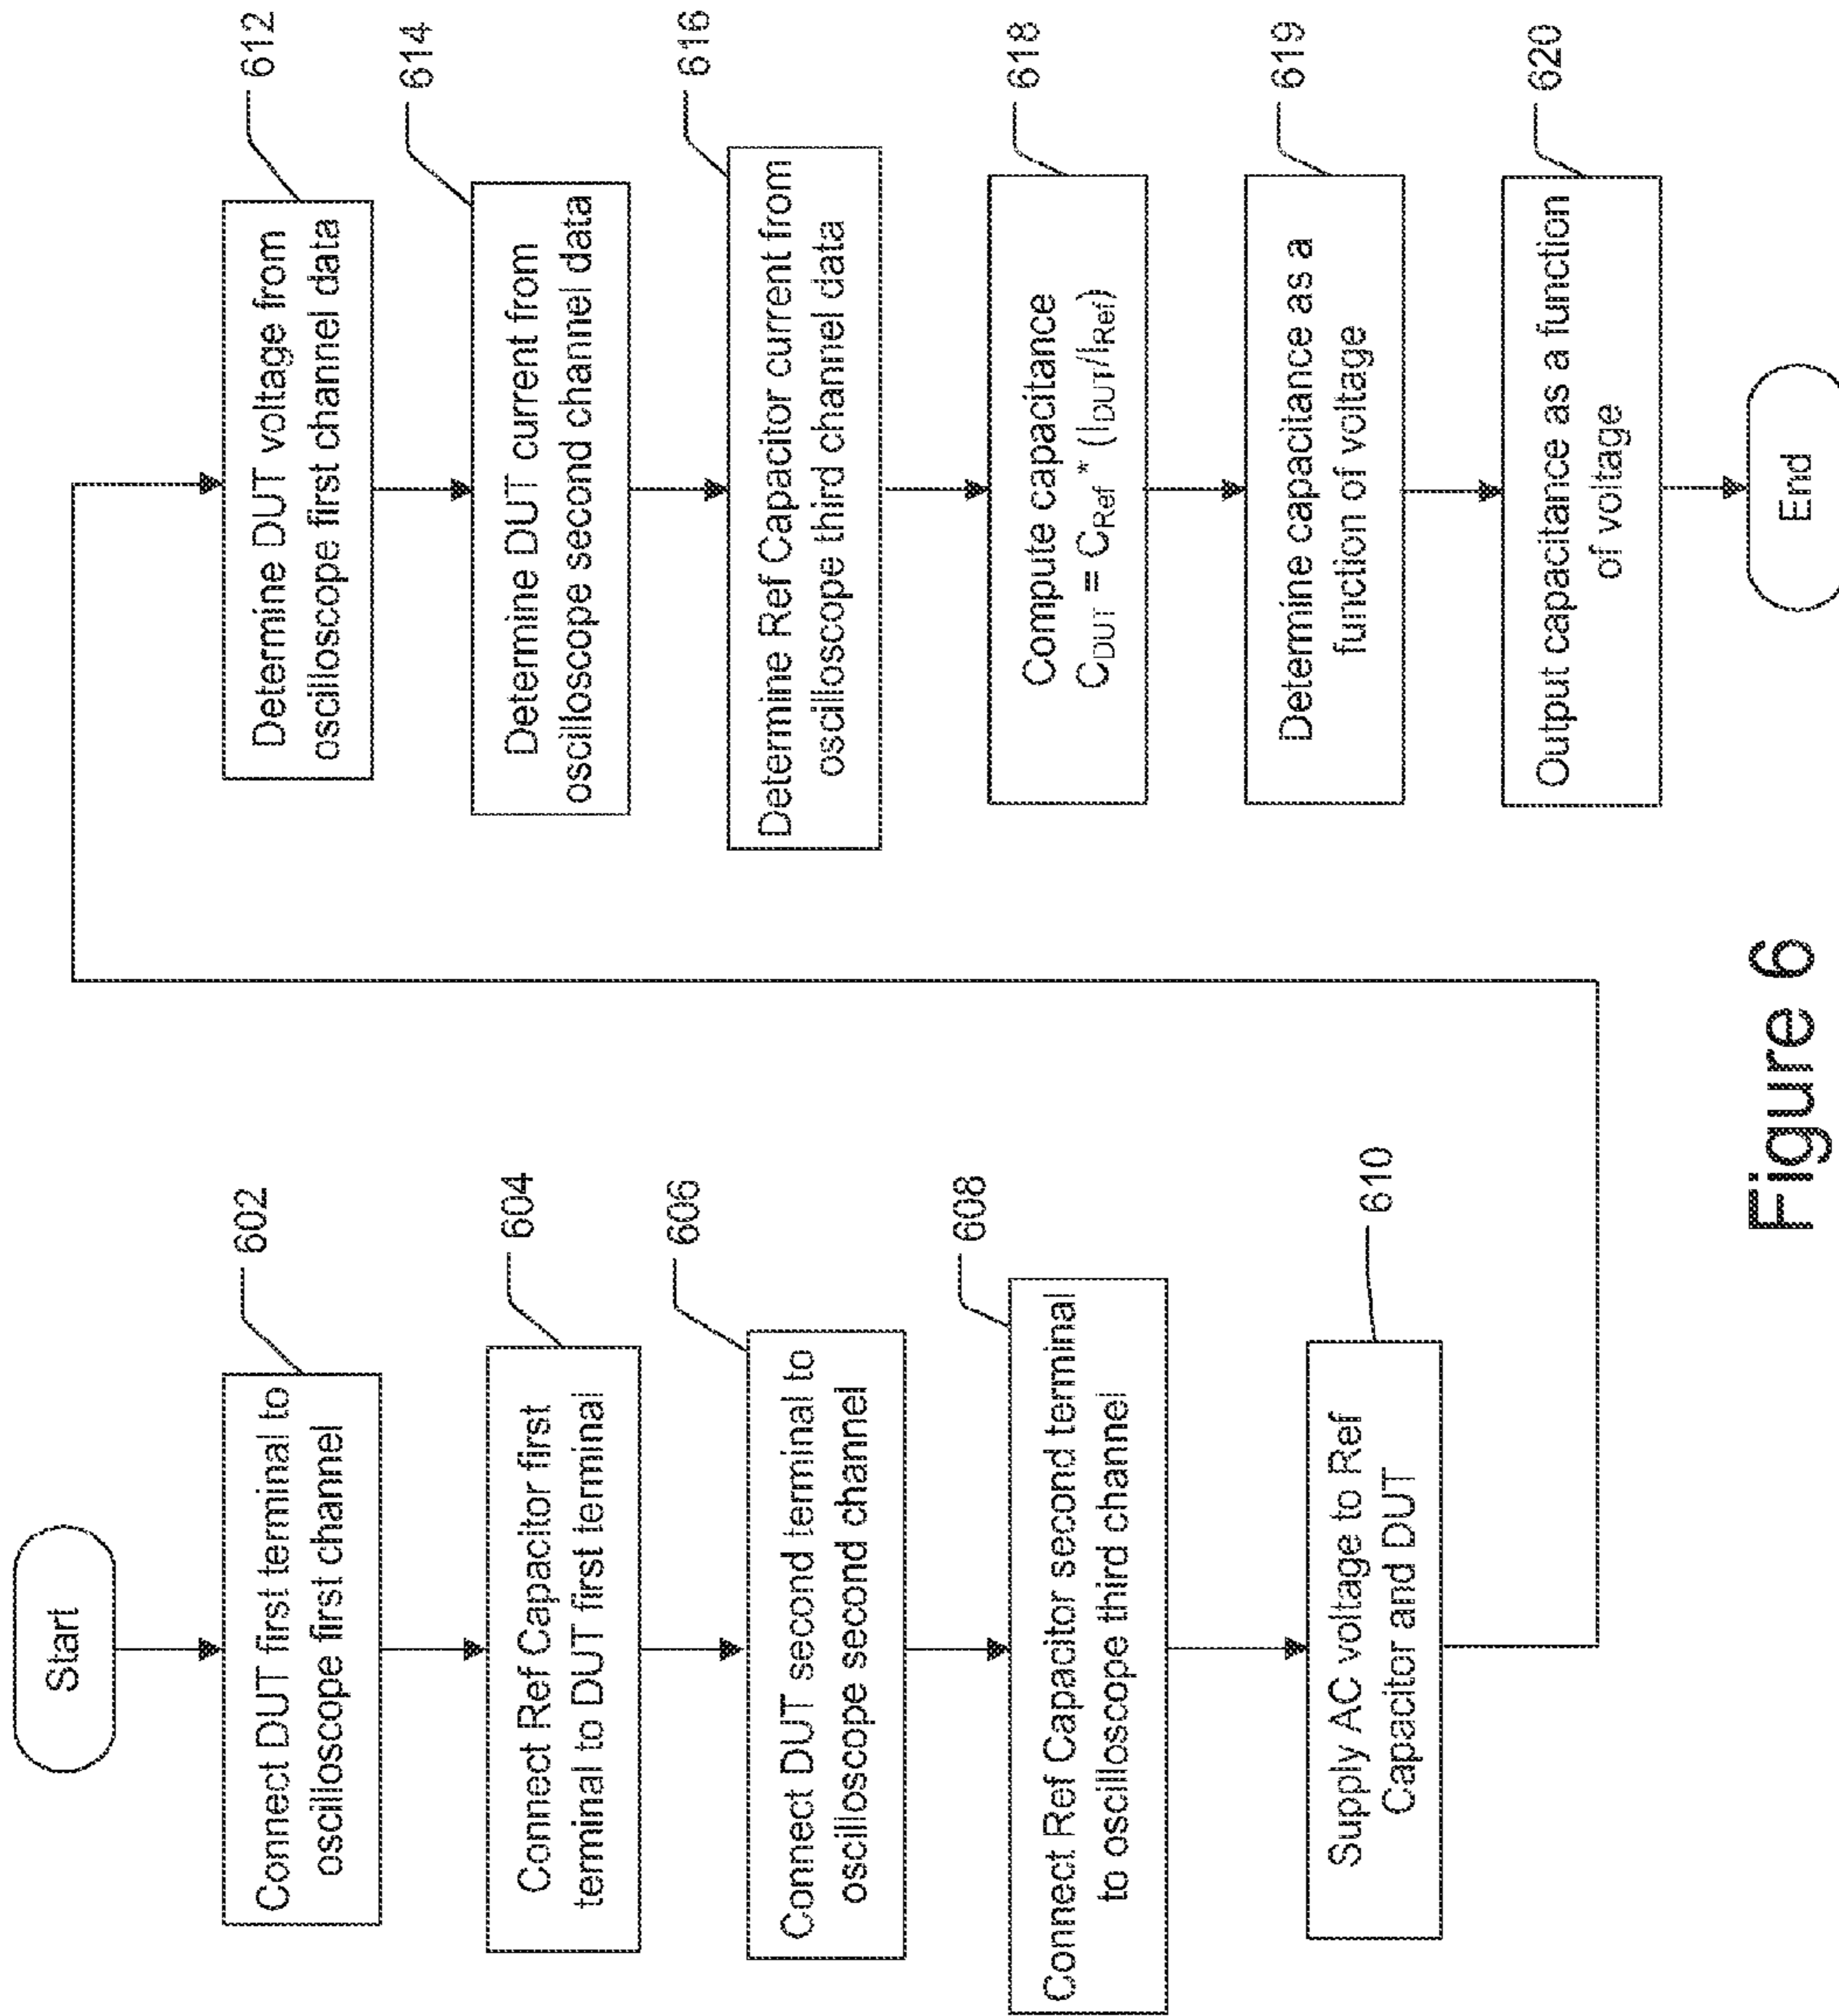 Start
602
Connect DUT first terminal to
oscilloscope first channel
604
Connect Ref Capacitor first
terminal to DUT first terminal
606
Connect DUT second terminal to
oscilloscope second channel
608
Connect Ref Capacitor second terminal
to oscilloscope third channel
610
Supply AC voltage to Ref
Capacitor and DUT
612
Determine DUT voltage from
oscilloscope first channel data
614
Determine DUT current from
oscilloscope second channel data
616
Determine Ref Capacitor current from
oscilloscope third channel data
618
Compute capacitance
C_DUT = C_Ref * (I_DUT/I_Ref)
619
Determine capacitance as a
function of voltage
620
Output capacitance as a function
of voltage
End
Figure 6